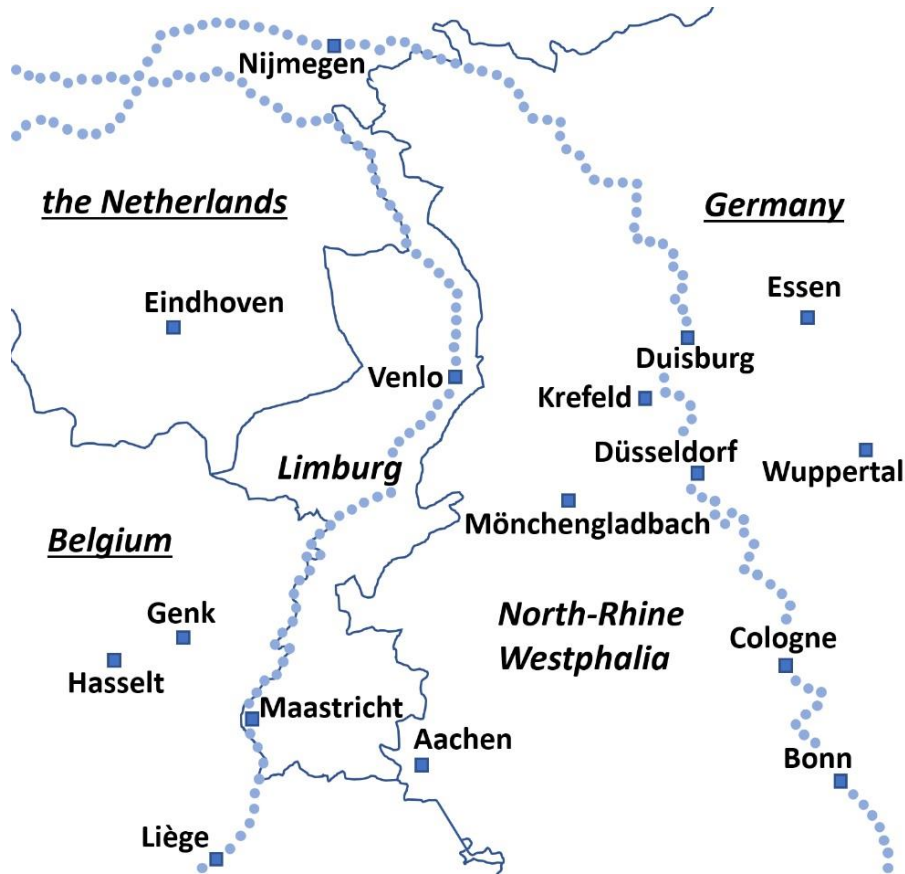 Nijmegen
the Netherlands
Germany
Essen
Eindhoven
Duisburg
Venlo
Krefeld
Düsseldorf
Limburg
Wuppertal
Mönchengladbach
Belgium
Genk
North-Rhine
Westphalia
Cologne
Hasselt
Maastricht
Aachen
Bonn
Liège